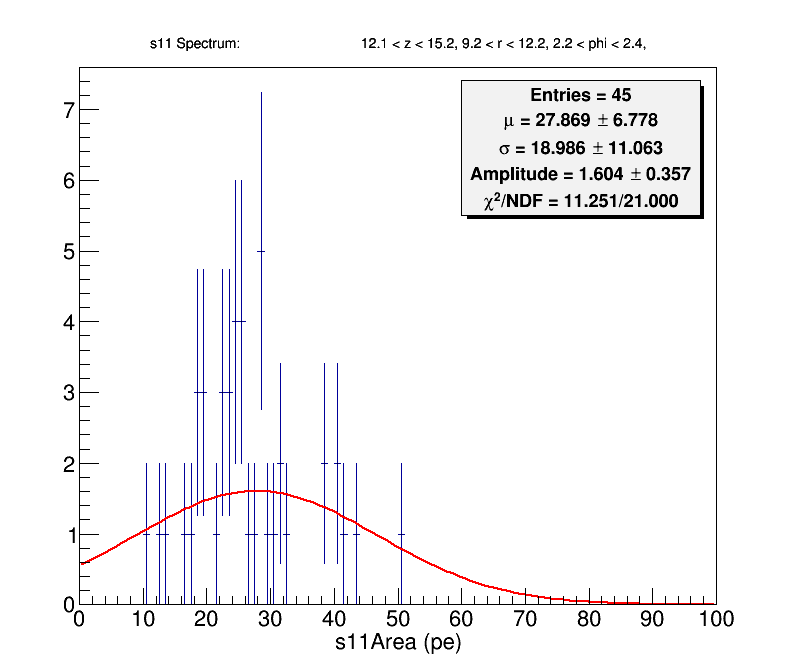 s11 Spectrum: 12.1 < z < 15.2, 9.2 < r < 12.2, 2.2 < phi < 2.4,
Entries = 45
μ = 27.869 ± 6.778
σ = 18.986 ± 11.063
Amplitude = 1.604 ± 0.357
χ²/NDF = 11.251/21.000
7
6
5
4
3
2
1
0
0 10 20 30 40 50 60 70 80 90 100
s11Area (pe)